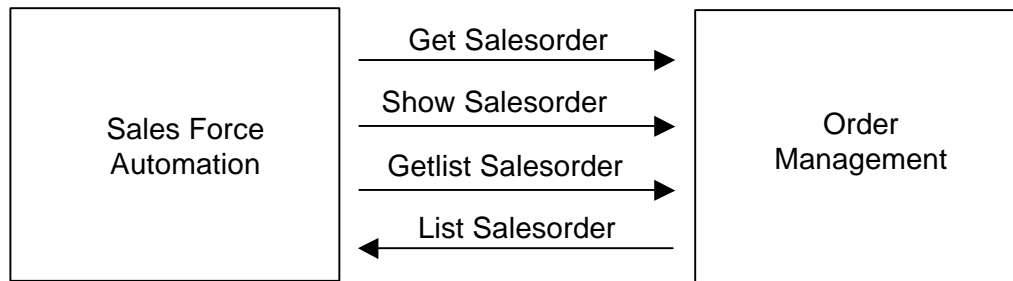 Get Salesorder
Show Salesorder
Sales Force
Automation
Getlist Salesorder
List Salesorder
Order
Management